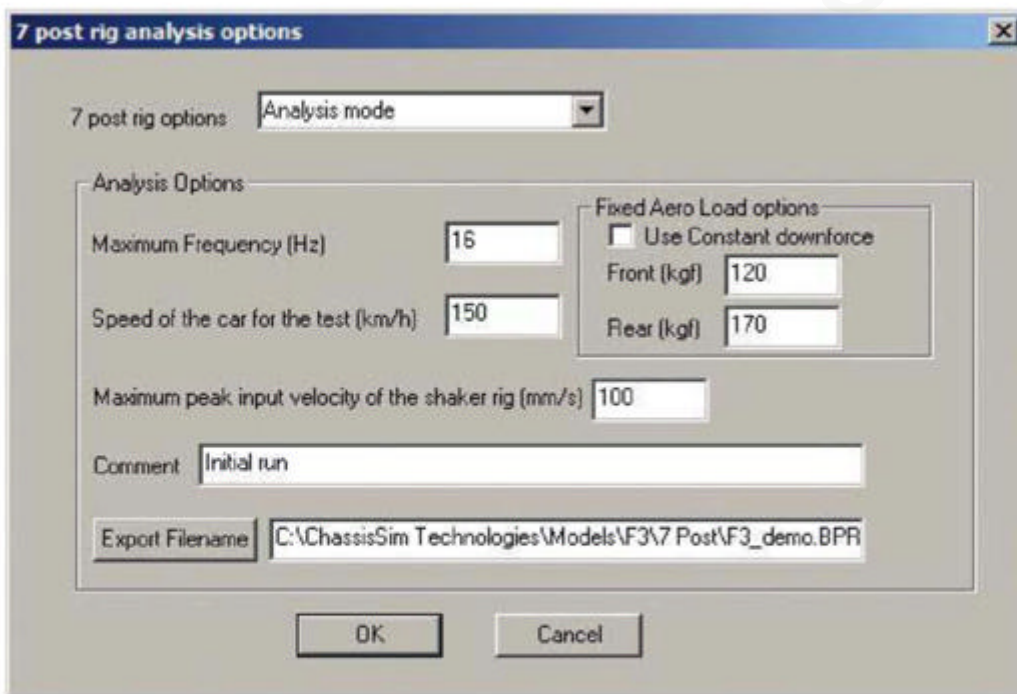 7 post rig analysis options
7 post rig options Analysis mode
Analysis Options
Maximum Frequency (Hz) 16
Speed of the car for the test (km/h) 150
Fixed Aero Load options
Use Constant downforce
Front (kgf) 120
Rear (kgf) 170
Maximum peak input velocity of the shaker rig (mm/s) 100
Comment Initial run
Export Filename C:\ChassisSim Technologies\Models\F3\7 Post\F3_demo.BPR
OK Cancel